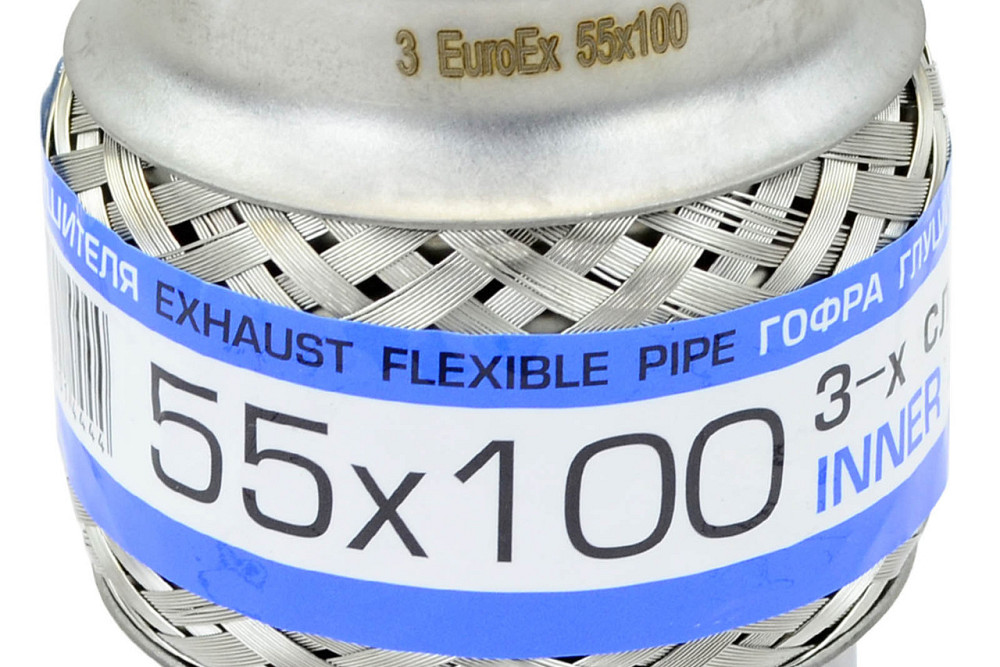 3 EuroEx 55x100
EXHAUST FLEXIBLE PIPE ГОФРА
55x100
3-х
INNER